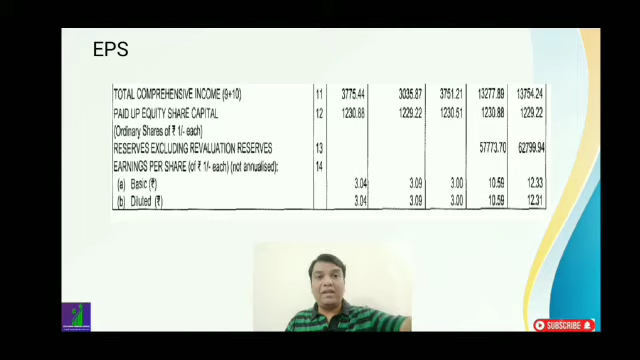 EPS
TOTAL COMPREHENSIVE INCOME (9+10) 11 3775.44 3035.87 3751.21 13277.89 13754.24
PAID UP EQUITY SHARE CAPITAL 12 1230.88 1229.22 1230.51 1230.88 1229.22
(Ordinary Shares of ₹ 1/- each)
RESERVES EXCLUDING REVALUATION RESERVES 13 57773.70 62799.94
EARNINGS PER SHARE (of ₹ 1/- each) (not annualised): 14
(a) Basic (₹) 3.04 3.09 3.00 10.59 12.33
(b) Diluted (₹) 3.04 3.09 3.00 10.59 12.31
SUBSCRIBE